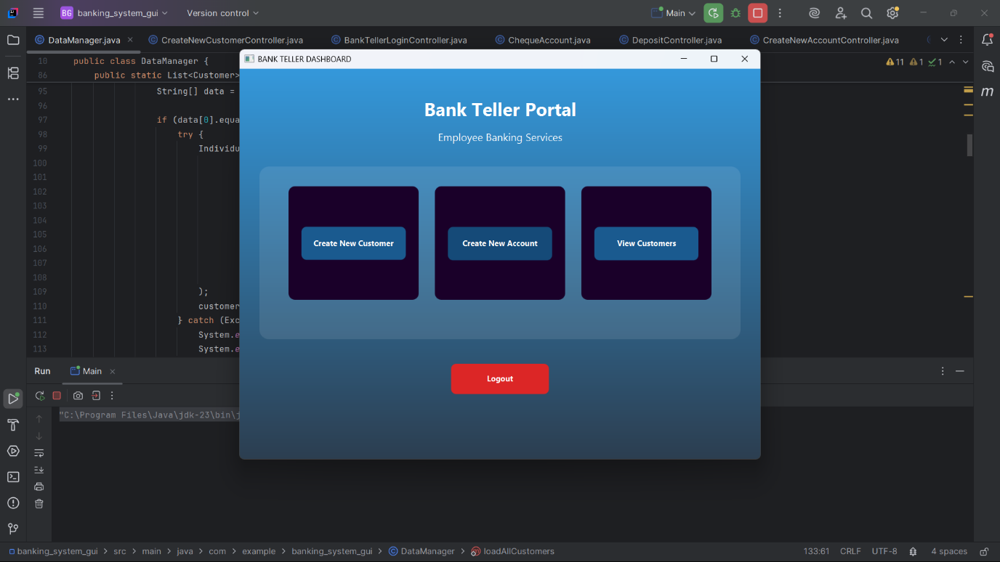 BG banking_system_gui Version control Main
DataManager.java CreateNewCustomerController.java BankTellerLoginController.java ChequeAccount.java DepositController.java CreateNewAccountController.java
BANK TELLER DASHBOARD
10 public class DataManager {
86 public static List<Customer>
11 1 1
95 String[] data =
96
97 if (data[0].equa
98 try {
99 Individu
100
101
102
103
104
105
106
107
108
109 );
110 customer
111 } catch (Exc
112 System.e
113 System.e
Bank Teller Portal
Employee Banking Services
Create New Customer Create New Account View Customers
Logout
Run Main
"C:\Program Files\Java\jdk-23\bin\j
banking_system_gui > src > main > java > com > example > banking_system_gui > DataManager > loadAllCustomers 133:61 CRLF UTF-8 4 spaces